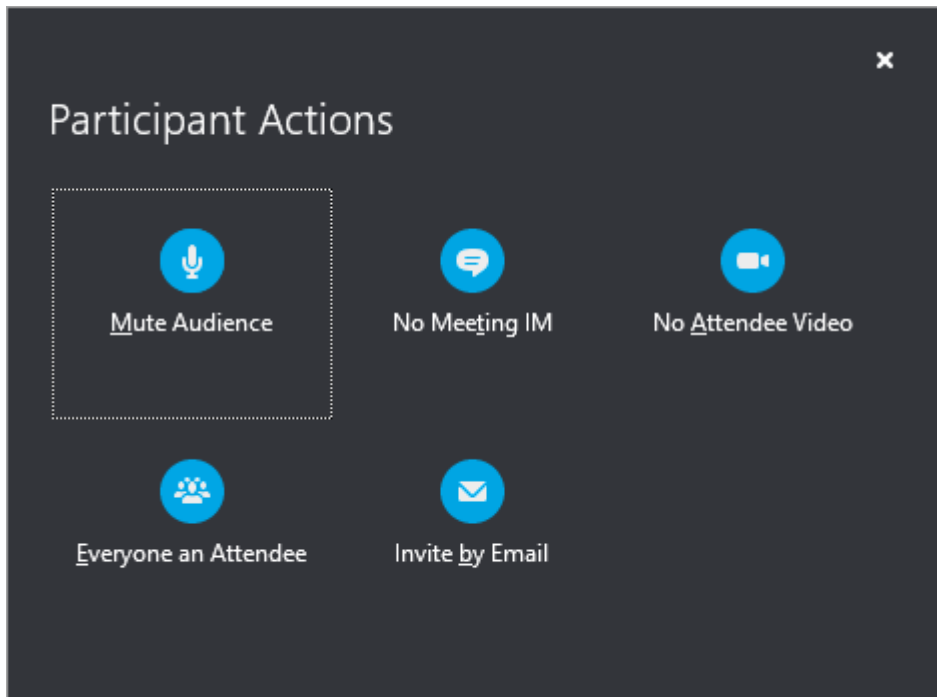 Participant Actions
Mute Audience
No Meeting IM
No Attendee Video
Everyone an Attendee
Invite by Email